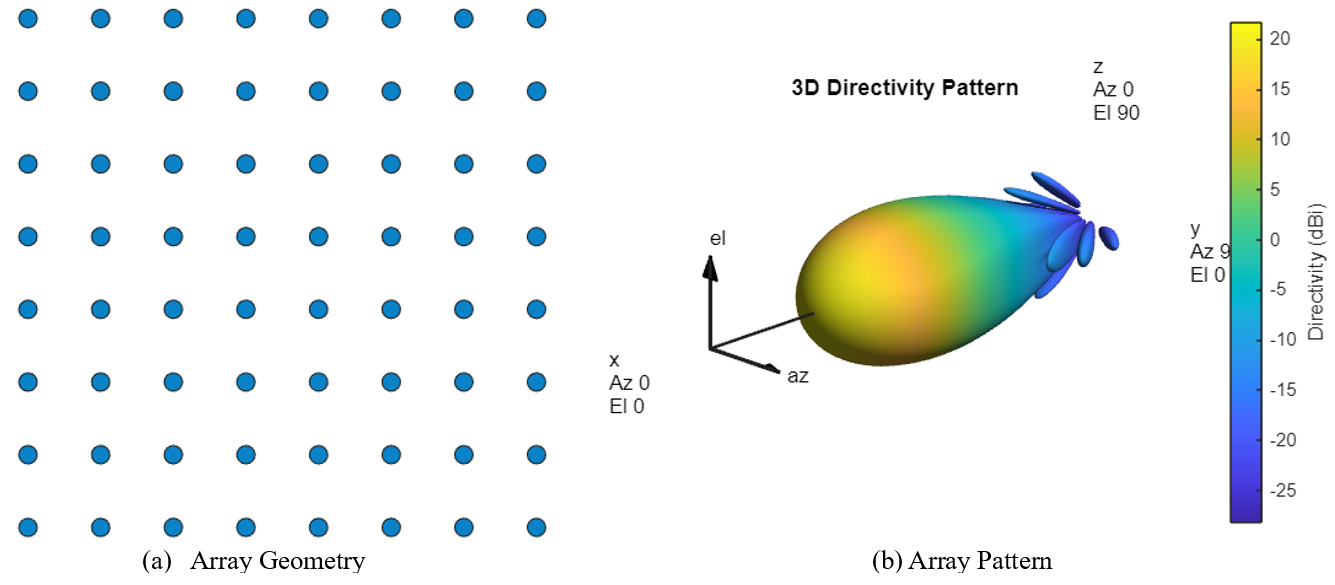 3D Directivity Pattern
z
Az 0
El 90
el
az
x
Az 0
El 0
y
Az 9
El 0
20
15
10
5
0
-5
-10
-15
-20
-25
Directivity (dBi)
(a) Array Geometry
(b) Array Pattern